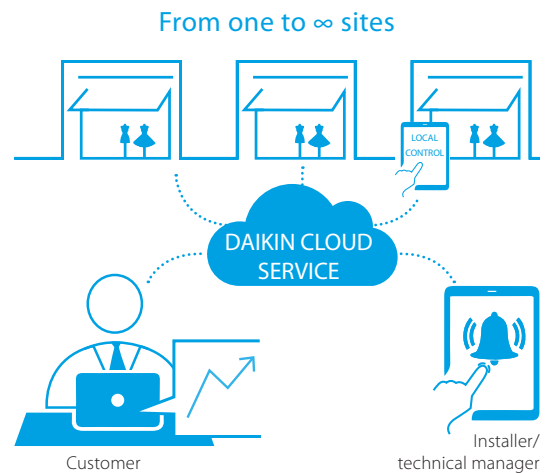 From one to ∞ sites
LOCAL
CONTROL
DAIKIN CLOUD
SERVICE
Installer/
technical manager
Customer